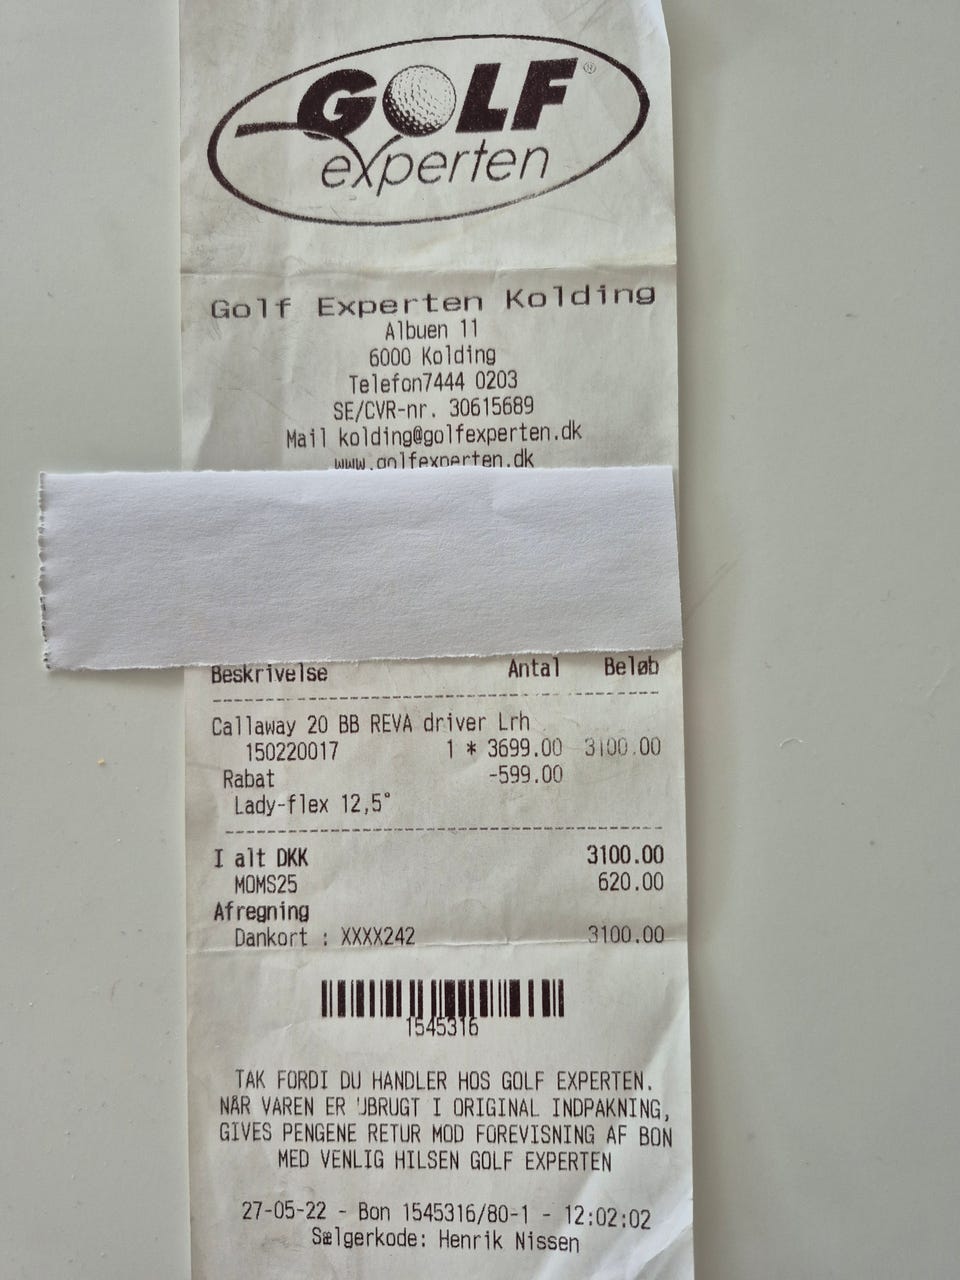 GOLF ®
experten
Golf Experten Kolding
Albuen 11
6000 Kolding
Telefon7444 0203
SE/CVR-nr. 30615689
Mail kolding@golfexperten.dk
www.golfexperten.dk
Beskrivelse Antal Beløb
Callaway 20 BB REVA driver Lrh
150220017 1 * 3699.00 3100.00
Rabat -599.00
Lady-flex 12,5°
I alt DKK 3100.00
MOMS25 620.00
Afregning
Dankort : XXXX242 3100.00
1545316
TAK FORDI DU HANDLER HOS GOLF EXPERTEN.
NÅR VAREN ER UBRUGT I ORIGINAL INDPAKNING,
GIVES PENGENE RETUR MOD FOREVISNING AF BON
MED VENLIG HILSEN GOLF EXPERTEN
27-05-22 - Bon 1545316/80-1 - 12:02:02
Sælgerkode: Henrik Nissen